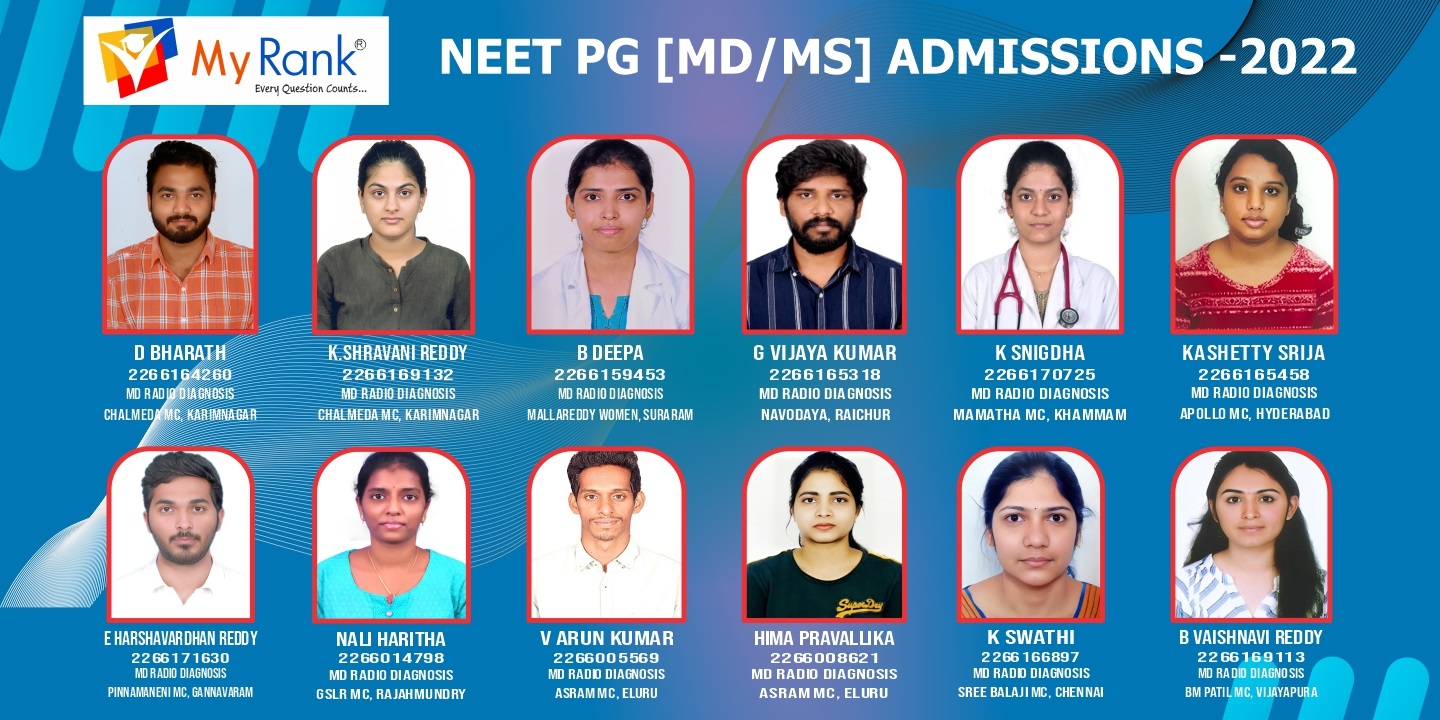 My Rank®
Every Question Counts...
NEET PG [MD/MS] ADMISSIONS -2022
D BHARATH
2266164260
MD RADIO DIAGNOSIS
CHALMEDA MC, KARIMNAGAR
K.SHRAVANI REDDY
2266169132
MD RADIO DIAGNOSIS
CHALMEDA MC, KARIMNAGAR
B DEEPA
2266159453
MD RADIO DIAGNOSIS
MALLAREDDY WOMEN, SURARAM
G VIJAYA KUMAR
2266165318
MD RADIO DIAGNOSIS
NAVODAYA, RAICHUR
K SNIGDHA
2266170725
MD RADIO DIAGNOSIS
MAMATHA MC, KHAMMAM
KASHETTY SRIJA
2266165458
MD RADIO DIAGNOSIS
APOLLO MC, HYDERABAD
E HARSHAVARDHAN REDDY
2266171630
MD RADIO DIAGNOSIS
PINNAMANENI MC, GANNAVARAM
NALI HARITHA
2266014798
MD RADIO DIAGNOSIS
GSLR MC, RAJAHMUNDRY
V ARUN KUMAR
2266005569
MD RADIO DIAGNOSIS
ASRAM MC, ELURU
SuperDry
HIMA PRAVALLIKA
2266008621
MD RADIO DIAGNOSIS
ASRAM MC, ELURU
K SWATHI
2266166897
MD RADIO DIAGNOSIS
SREE BALAJI MC, CHENNAI
B VAISHNAVI REDDY
2266169113
MD RADIO DIAGNOSIS
BM PATIL MC, VIJAYAPURA